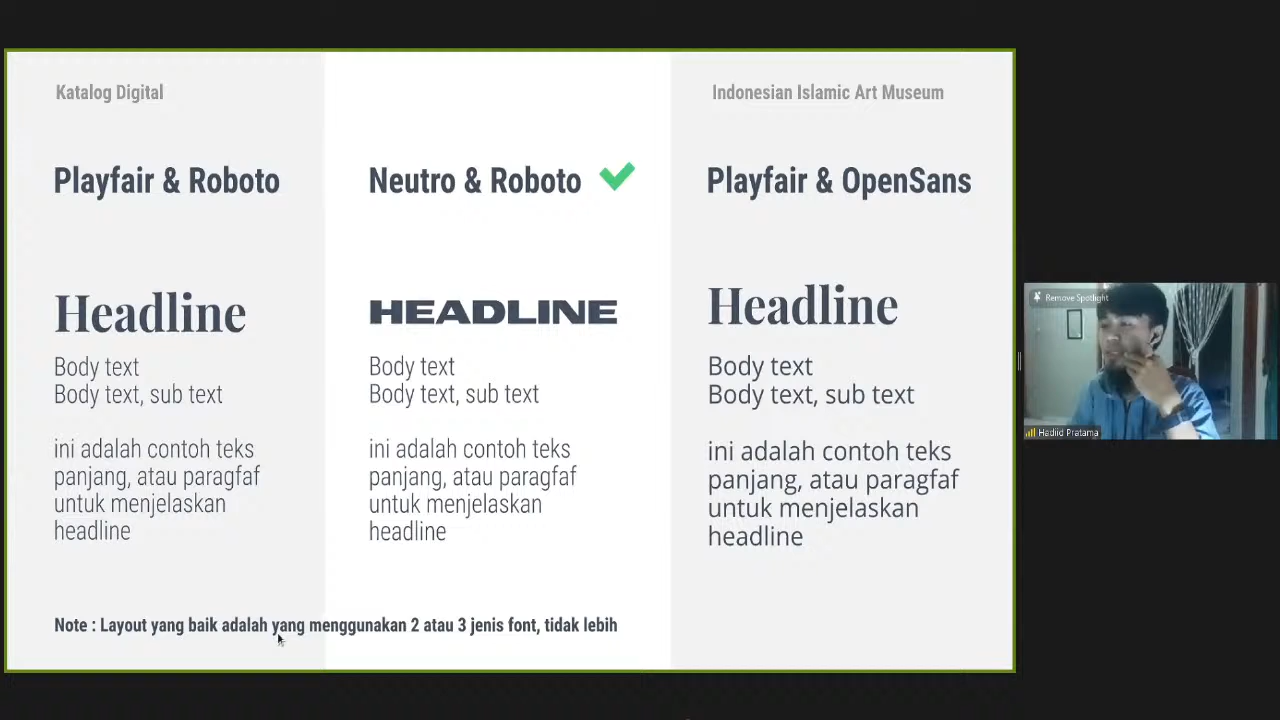 Katalog Digital
Indonesian Islamic Art Museum
Playfair & Roboto
Neutro & Roboto
Playfair & OpenSans
Headline
Body text
Body text, sub text
ini adalah contoh teks
panjang, atau paragfaf
untuk menjelaskan
headline
HEADLINE
Body text
Body text, sub text
ini adalah contoh teks
panjang, atau paragfaf
untuk menjelaskan
headline
Headline
Body text
Body text, sub text
ini adalah contoh teks
panjang, atau paragfaf
untuk menjelaskan
headline
Note : Layout yang baik adalah yang menggunakan 2 atau 3 jenis font, tidak lebih
Remove Spotlight
Hadiid Pratama